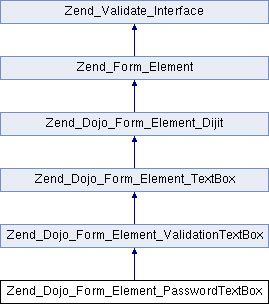 Zend_Validate_Interface
Zend_Form_Element
Zend_Dojo_Form_Element_Dijit
Zend_Dojo_Form_Element_TextBox
Zend_Dojo_Form_Element_ValidationTextBox
Zend_Dojo_Form_Element_PasswordTextBox